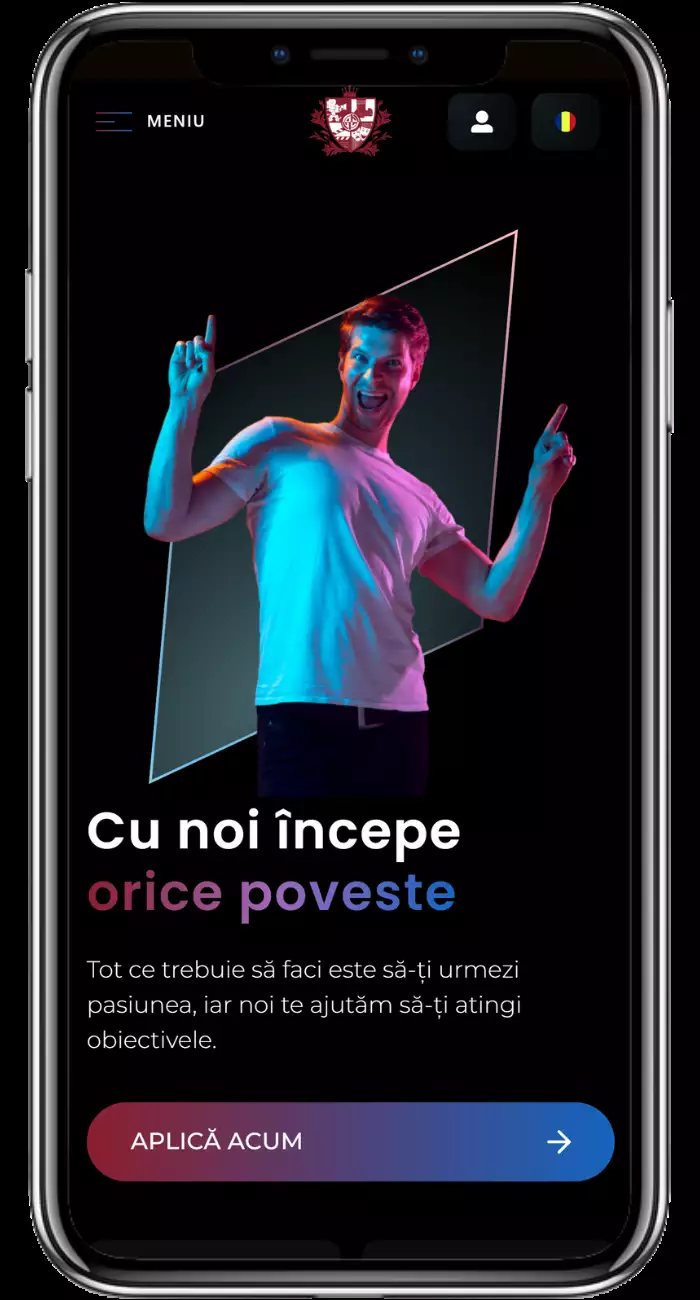 MENIU
Cu noi începe
orice poveste
Tot ce trebuie să faci este să-ți urmezi
pasiunea, iar noi te ajutăm să-ți atingi
obiectivele.
APLICĂ ACUM